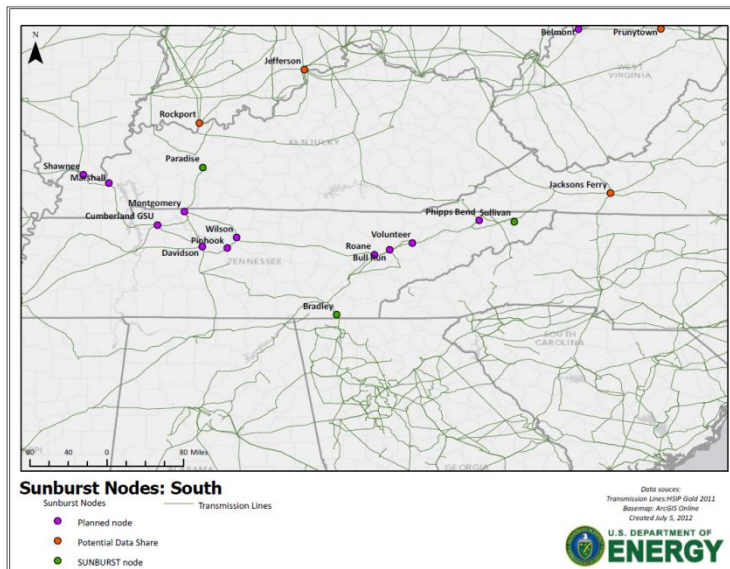 N
Belmont
Prunytown
WEST
VIRGINIA
Jefferson
Rockport
KENTUCKY
Paradise
Shawnee
Marshall
Jacksons Ferry
Montgomery
Phipps Bend
Sullivan
Cumberland GSU
Wilson
Volunteer
Pinhook
Roane
Davidson
TENNESSEE
Bull Run
Bradley
SOUTH
CAROLINA
80 40 0 80 Miles
ALABAMA
GEORGIA
Sunburst Nodes: South
Sunburst Nodes
Transmission Lines
Planned node
Potential Data Share
SUNBURST node
Data souces:
Transmission Lines:HSIP Gold 2011
Basemap: ArcGIS Online
Created July 5, 2012
U.S. DEPARTMENT OF
ENERGY